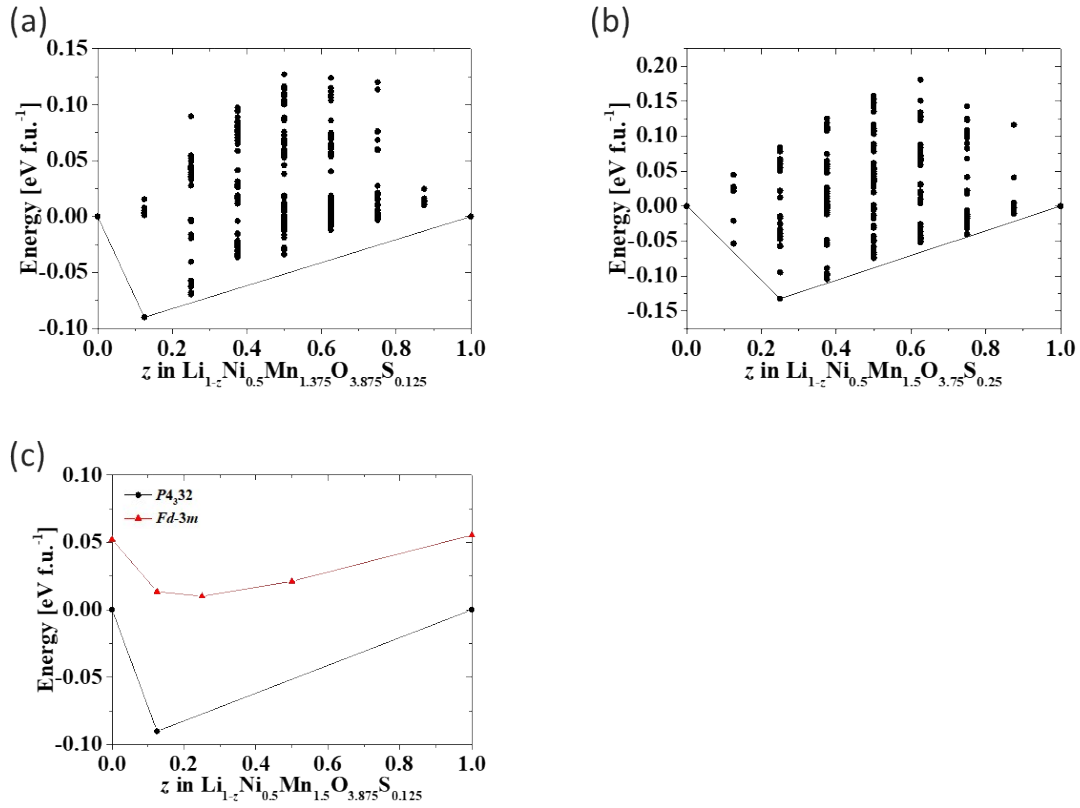 (a)
0.15
0.10
0.05
0.00
-0.05
-0.10
Energy [eV f.u.⁻¹]
0.0 0.2 0.4 0.6 0.8 1.0
z in Li₁₋zNi₀.₅Mn₁.₃₇₅O₃.₈₇₅S₀.₁₂₅
(b)
0.20
0.15
0.10
0.05
0.00
-0.05
-0.10
-0.15
Energy [eV f.u.⁻¹]
0.0 0.2 0.4 0.6 0.8 1.0
z in Li₁₋zNi₀.₅Mn₁.₅O₃.₇₅S₀.₂₅
(c)
0.10
0.05
0.00
-0.05
-0.10
Energy [eV f.u.⁻¹]
P4₃32
Fd-3m
0.0 0.2 0.4 0.6 0.8 1.0
z in Li₁₋zNi₀.₅Mn₁.₅O₃.₈₇₅S₀.₁₂₅